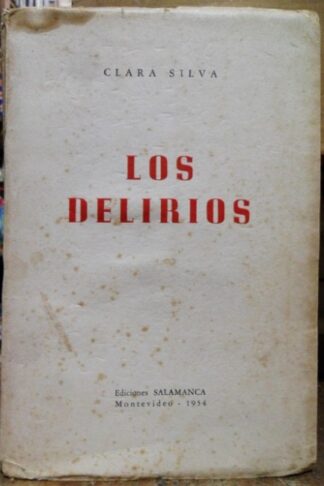 CLARA SILVA
LOS
DELIRIOS
Ediciones SALAMANCA
Montevideo - 1954